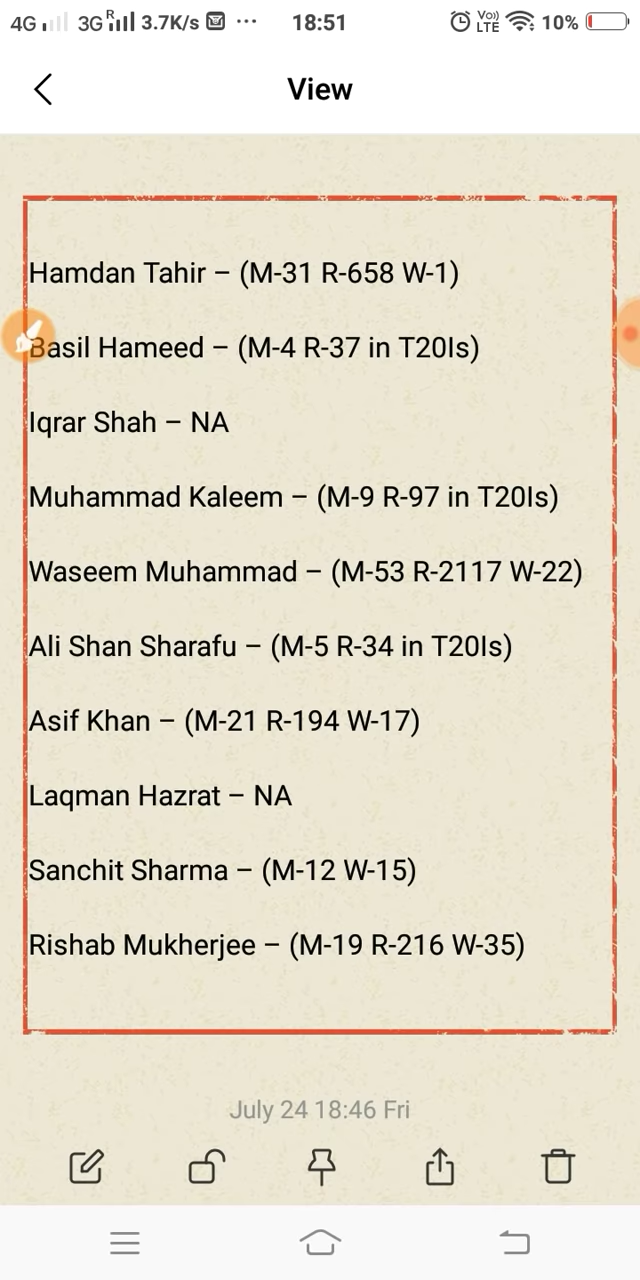 4G 3G R 3.7K/s ... 18:51 Vo)) LTE 10%
View
Hamdan Tahir – (M-31 R-658 W-1)
Basil Hameed – (M-4 R-37 in T20Is)
Iqrar Shah – NA
Muhammad Kaleem – (M-9 R-97 in T20Is)
Waseem Muhammad – (M-53 R-2117 W-22)
Ali Shan Sharafu – (M-5 R-34 in T20Is)
Asif Khan – (M-21 R-194 W-17)
Laqman Hazrat – NA
Sanchit Sharma – (M-12 W-15)
Rishab Mukherjee – (M-19 R-216 W-35)
July 24 18:46 Fri